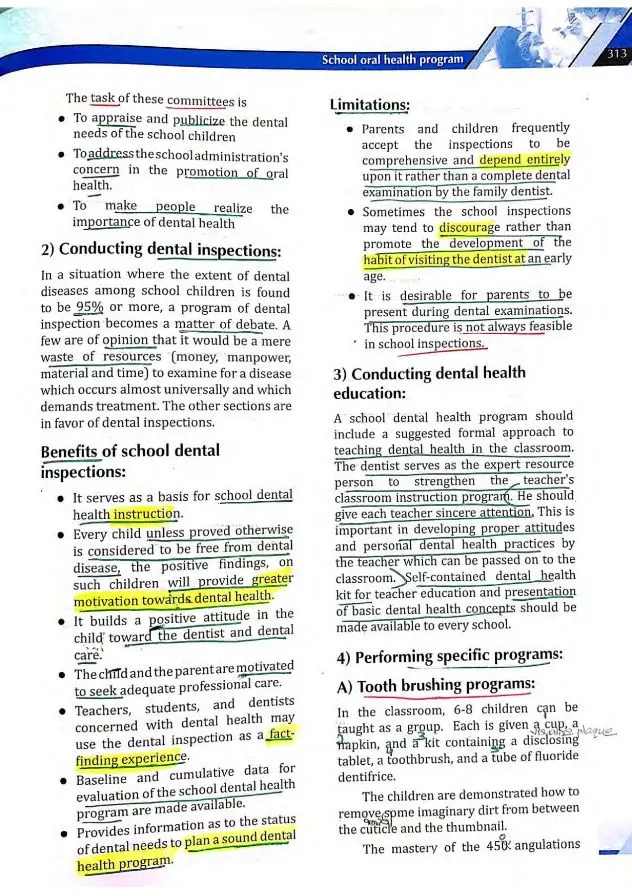 School oral health program
313
The task of these committees is
• To appraise and publicize the dental
needs of the school children
• To address the school administration's
concern in the promotion of oral
health.
• To make people realize the
importance of dental health
2) Conducting dental inspections:
In a situation where the extent of dental
diseases among school children is found
to be 95% or more, a program of dental
inspection becomes a matter of debate. A
few are of opinion that it would be a mere
waste of resources (money, manpower,
material and time) to examine for a disease
which occurs almost universally and which
demands treatment. The other sections are
in favor of dental inspections.
Benefits of school dental
inspections:
• It serves as a basis for school dental
health instruction.
• Every child unless proved otherwise
is considered to be free from dental
disease, the positive findings, on
such children will provide greater
motivation towards dental health.
• It builds a positive attitude in the
child toward the dentist and dental
care.
• The child and the parent are motivated
to seek adequate professional care.
• Teachers, students, and dentists
concerned with dental health may
use the dental inspection as a fact-
finding experience.
• Baseline and cumulative data for
evaluation of the school dental health
program are made available.
• Provides information as to the status
of dental needs to plan a sound dental
health program.
Limitations:
• Parents and children frequently
accept the inspections to be
comprehensive and depend entirely
upon it rather than a complete dental
examination by the family dentist.
• Sometimes the school inspections
may tend to discourage rather than
promote the development of the
habit of visiting the dentist at an early
age.
• It is desirable for parents to be
present during dental examinations.
This procedure is not always feasible
in school inspections.
3) Conducting dental health
education:
A school dental health program should
include a suggested formal approach to
teaching dental health in the classroom.
The dentist serves as the expert resource
person to strengthen the teacher's
classroom instruction program. He should
give each teacher sincere attention. This is
important in developing proper attitudes
and personal dental health practices by
the teacher which can be passed on to the
classroom. Self-contained dental health
kit for teacher education and presentation
of basic dental health concepts should be
made available to every school.
4) Performing specific programs:
A) Tooth brushing programs:
In the classroom, 6-8 children can be
taught as a group. Each is given a cup, a
napkin, and a kit containing a disclosing
plaque
tablet, a toothbrush, and a tube of fluoride
dentifrice.
The children are demonstrated how to
remove some imaginary dirt from between
the cuticle and the thumbnail.
The mastery of the 45° angulations